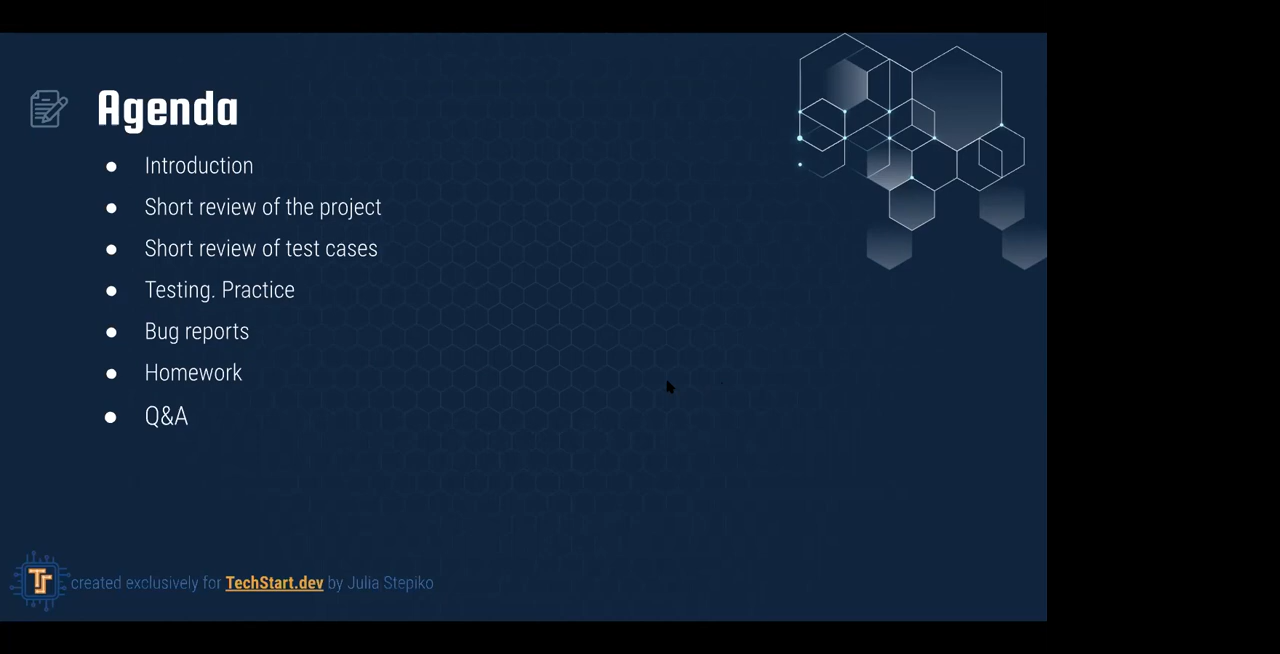 Agenda
● Introduction
● Short review of the project
● Short review of test cases
● Testing. Practice
● Bug reports
● Homework
● Q&A
TS created exclusively for TechStart.dev by Julia Stepiko